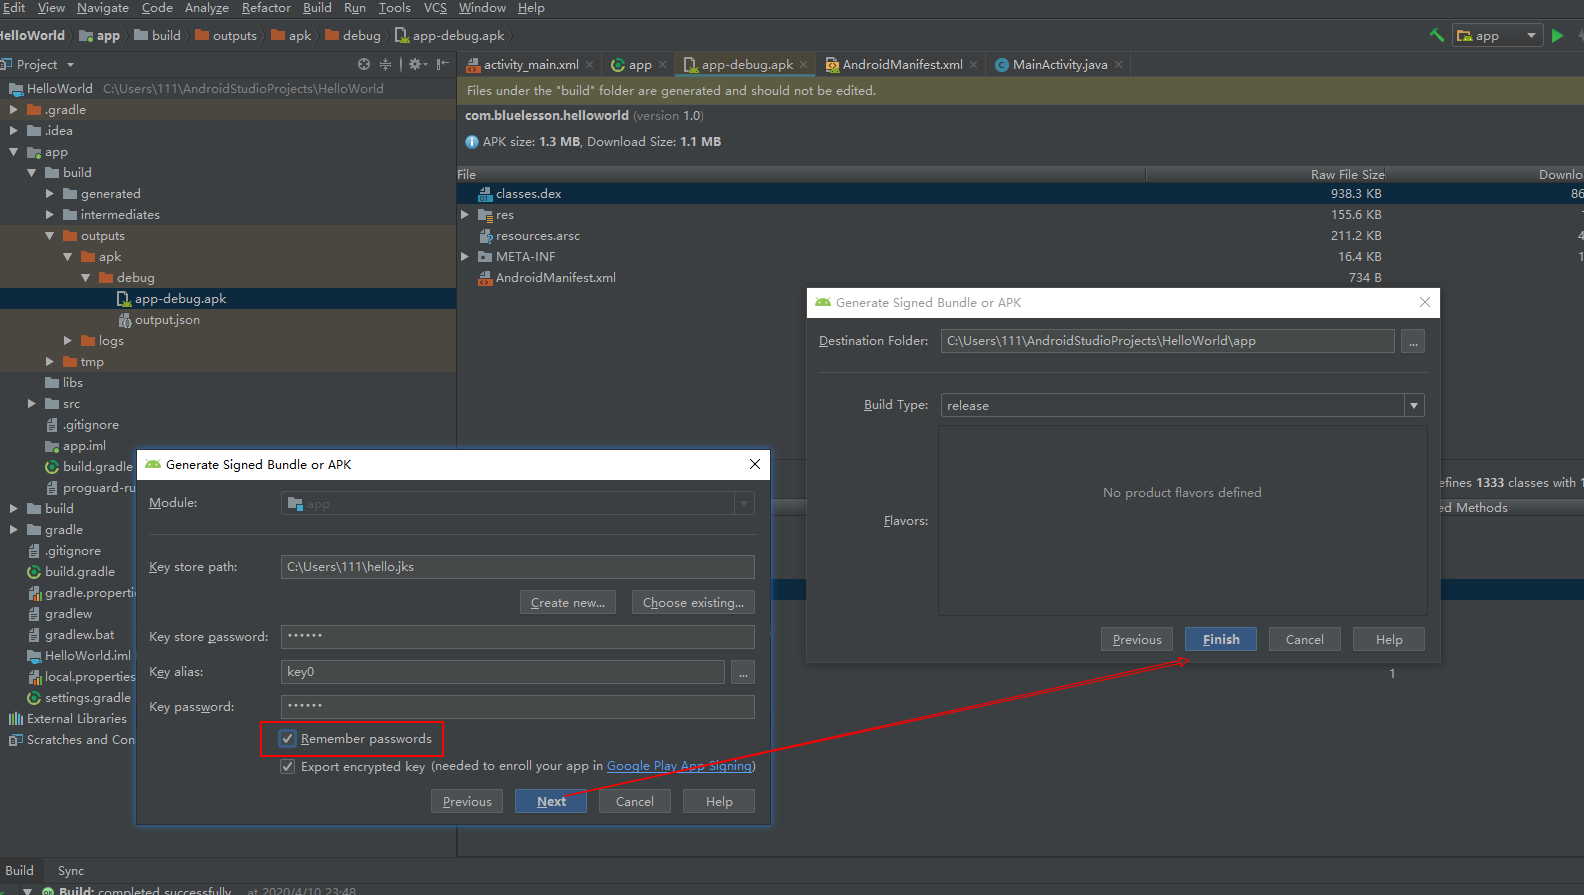 Edit View Navigate Code Analyze Refactor Build Run Tools VCS Window Help
HelloWorld app build outputs apk debug app-debug.apk
app
Project
activity_main.xml app app-debug.apk AndroidManifest.xml MainActivity.java
HelloWorld C:\Users\111\AndroidStudioProjects\HelloWorld
.gradle
.idea
app
build
generated
intermediates
outputs
apk
debug
app-debug.apk
output.json
logs
tmp
libs
src
.gitignore
app.iml
build.gradle
proguard-ru
build
gradle
.gitignore
build.gradle
gradle.properti
gradlew
gradlew.bat
HelloWorld.iml
local.properties
settings.gradle
External Libraries
Scratches and Con
Files under the "build" folder are generated and should not be edited.
com.bluelesson.helloworld (version 1.0)
APK size: 1.3 MB, Download Size: 1.1 MB
File Raw File Size Downlo
classes.dex 938.3 KB 86
res 155.6 KB
resources.arsc 211.2 KB 4
META-INF 16.4 KB 1
AndroidManifest.xml 734 B
efines 1333 classes with 1
ed Methods
1
Generate Signed Bundle or APK
Destination Folder: C:\Users\111\AndroidStudioProjects\HelloWorld\app ...
Build Type: release
No product flavors defined
Flavors:
Previous Finish Cancel Help
Generate Signed Bundle or APK
Module: app
Key store path: C:\Users\111\hello.jks
Create new... Choose existing...
Key store password: ••••••
Key alias: key0 ...
Key password: ••••••
Remember passwords
Export encrypted key (needed to enroll your app in Google Play App Signing)
Previous Next Cancel Help
Build Sync
Build: completed successfully at 2020/4/10 23:48